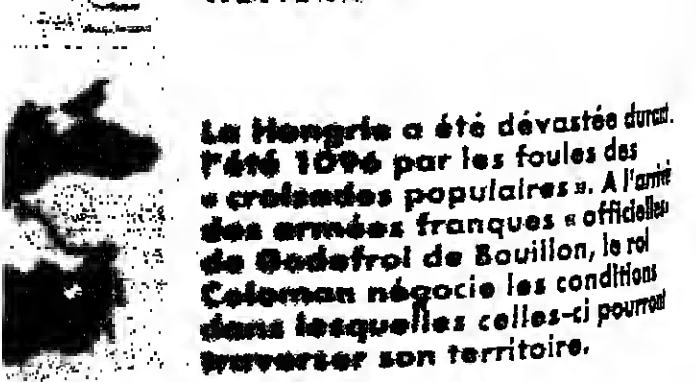 La Hongrie a été dévastée durant
l'été 1096 par les foules des
« croisades populaires ». A l'arrivée
des armées franques « officielles
de Godefroi de Bouillon, le roi
Coloman négocie les conditions
dans lesquelles celles-ci pourront
traverser son territoire.